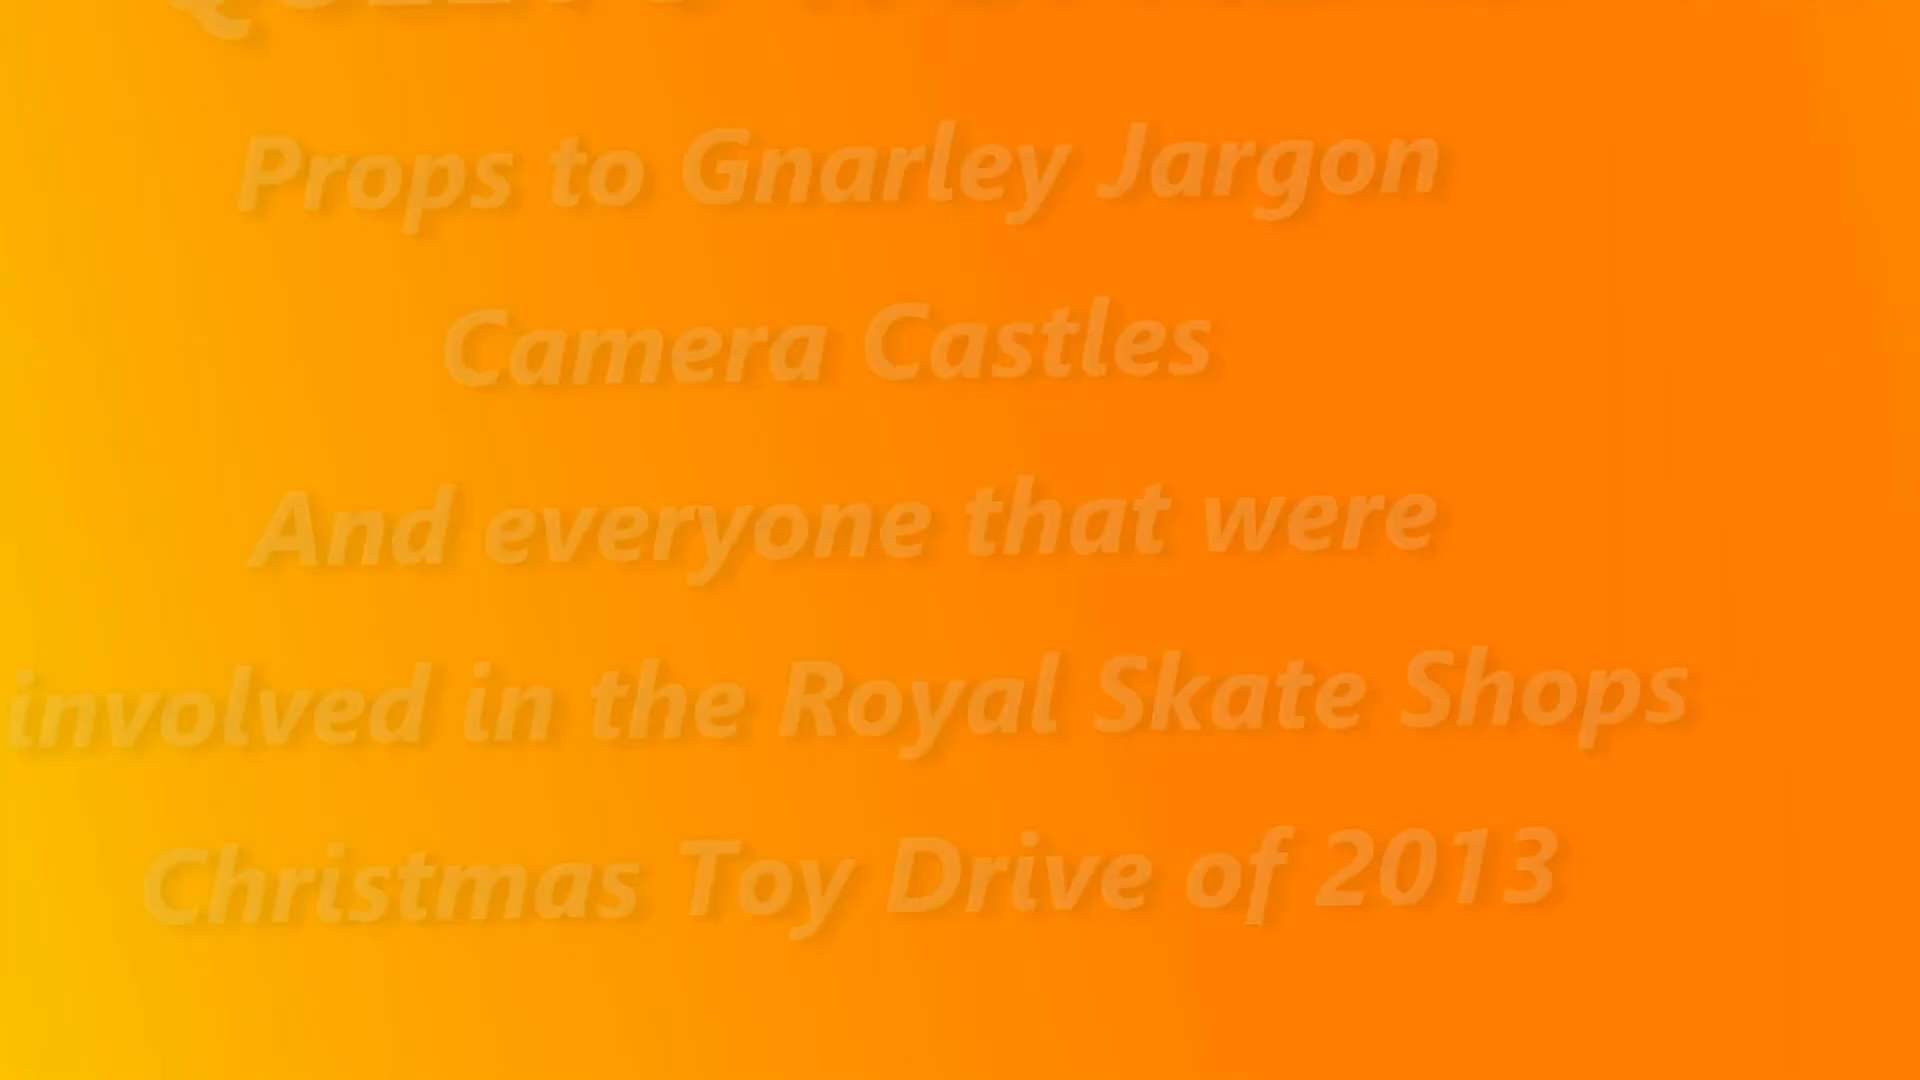 Props to Gnarley Jargon
Camera Castles
And everyone that were
involved in the Royal Skate Shops
Christmas Toy Drive of 2013